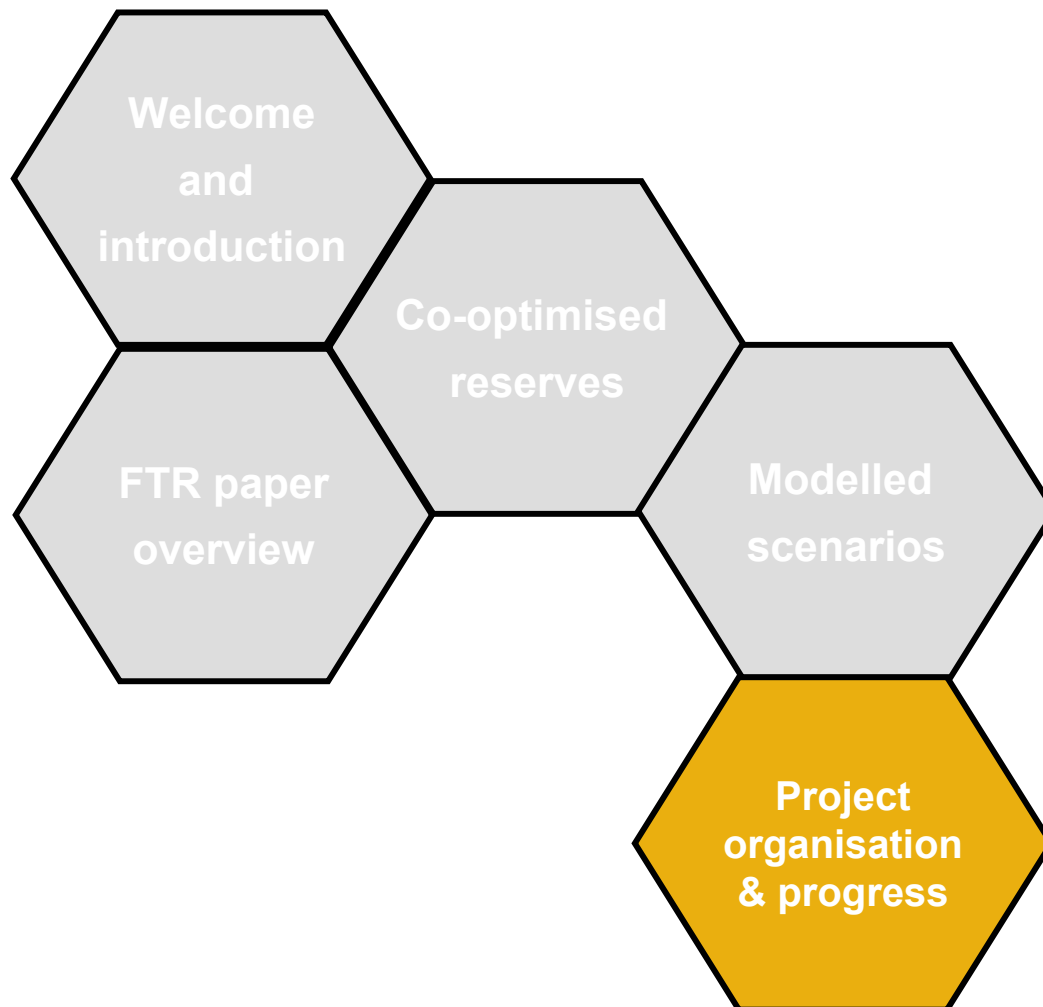 Welcome
and
introduction
Co-optimised
reserves
FTR paper
overview
Modelled
scenarios
Project
organisation
& progress